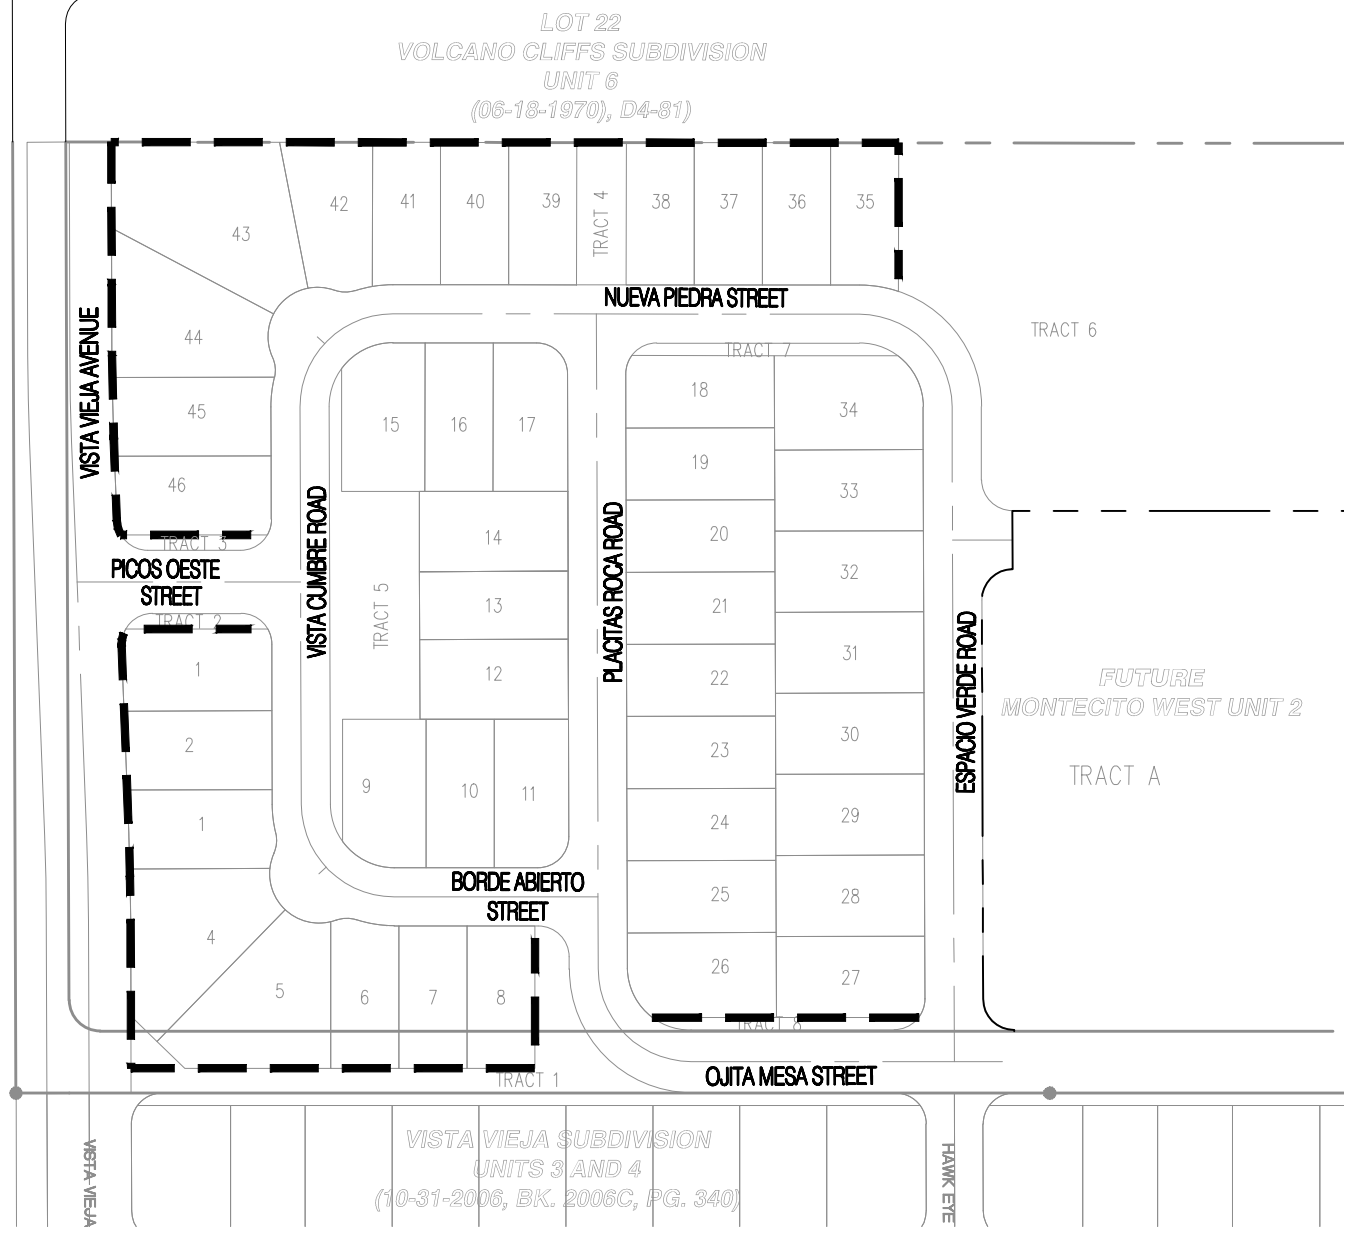 LOT 22
VOLCANO CLIFFS SUBDIVISION
UNIT 6
(06-18-1970), D4-81)
43
42
41
40
39
TRACT 4
38
37
36
35
NUEVA PIEDRA STREET
TRACT 6
VISTA VIEJA AVENUE
44
45
46
TRACT 3
PICOS OESTE
STREET
TRACT 2
VISTA CUMBRE ROAD
15
16
17
14
13
12
TRACT 5
9
10
11
PLACITAS ROCA ROAD
TRACT 7
18
19
20
21
22
23
24
25
26
34
33
32
31
30
29
28
27
TRACT 8
ESPACIO VERDE ROAD
FUTURE
MONTECITO WEST UNIT 2
TRACT A
1
2
1
4
5
6
7
8
BORDE ABIERTO
STREET
OJITA MESA STREET
TRACT 1
VISTA VIEJA SUBDIVISION
UNITS 3 AND 4
(10-31-2006, BK. 2006C, PG. 340)
VISTA VIEJA
HAWK EYE